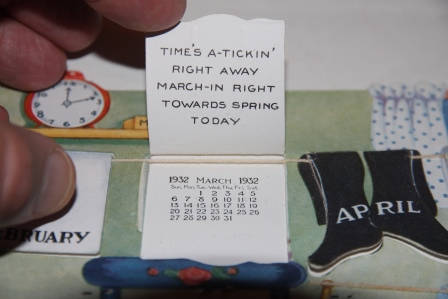 TIME'S A-TICKIN'
RIGHT AWAY
MARCH-IN RIGHT
TOWARDS SPRING
TODAY
1932 MARCH 1932
Sun. Mon. Tue. Wed. Thu. Fri. Sat.
1 2 3 4 5
6 7 8 9 10 11 12
13 14 15 16 17 18 19
20 21 22 23 24 25 26
27 28 29 30 31
BRUARY
APRIL